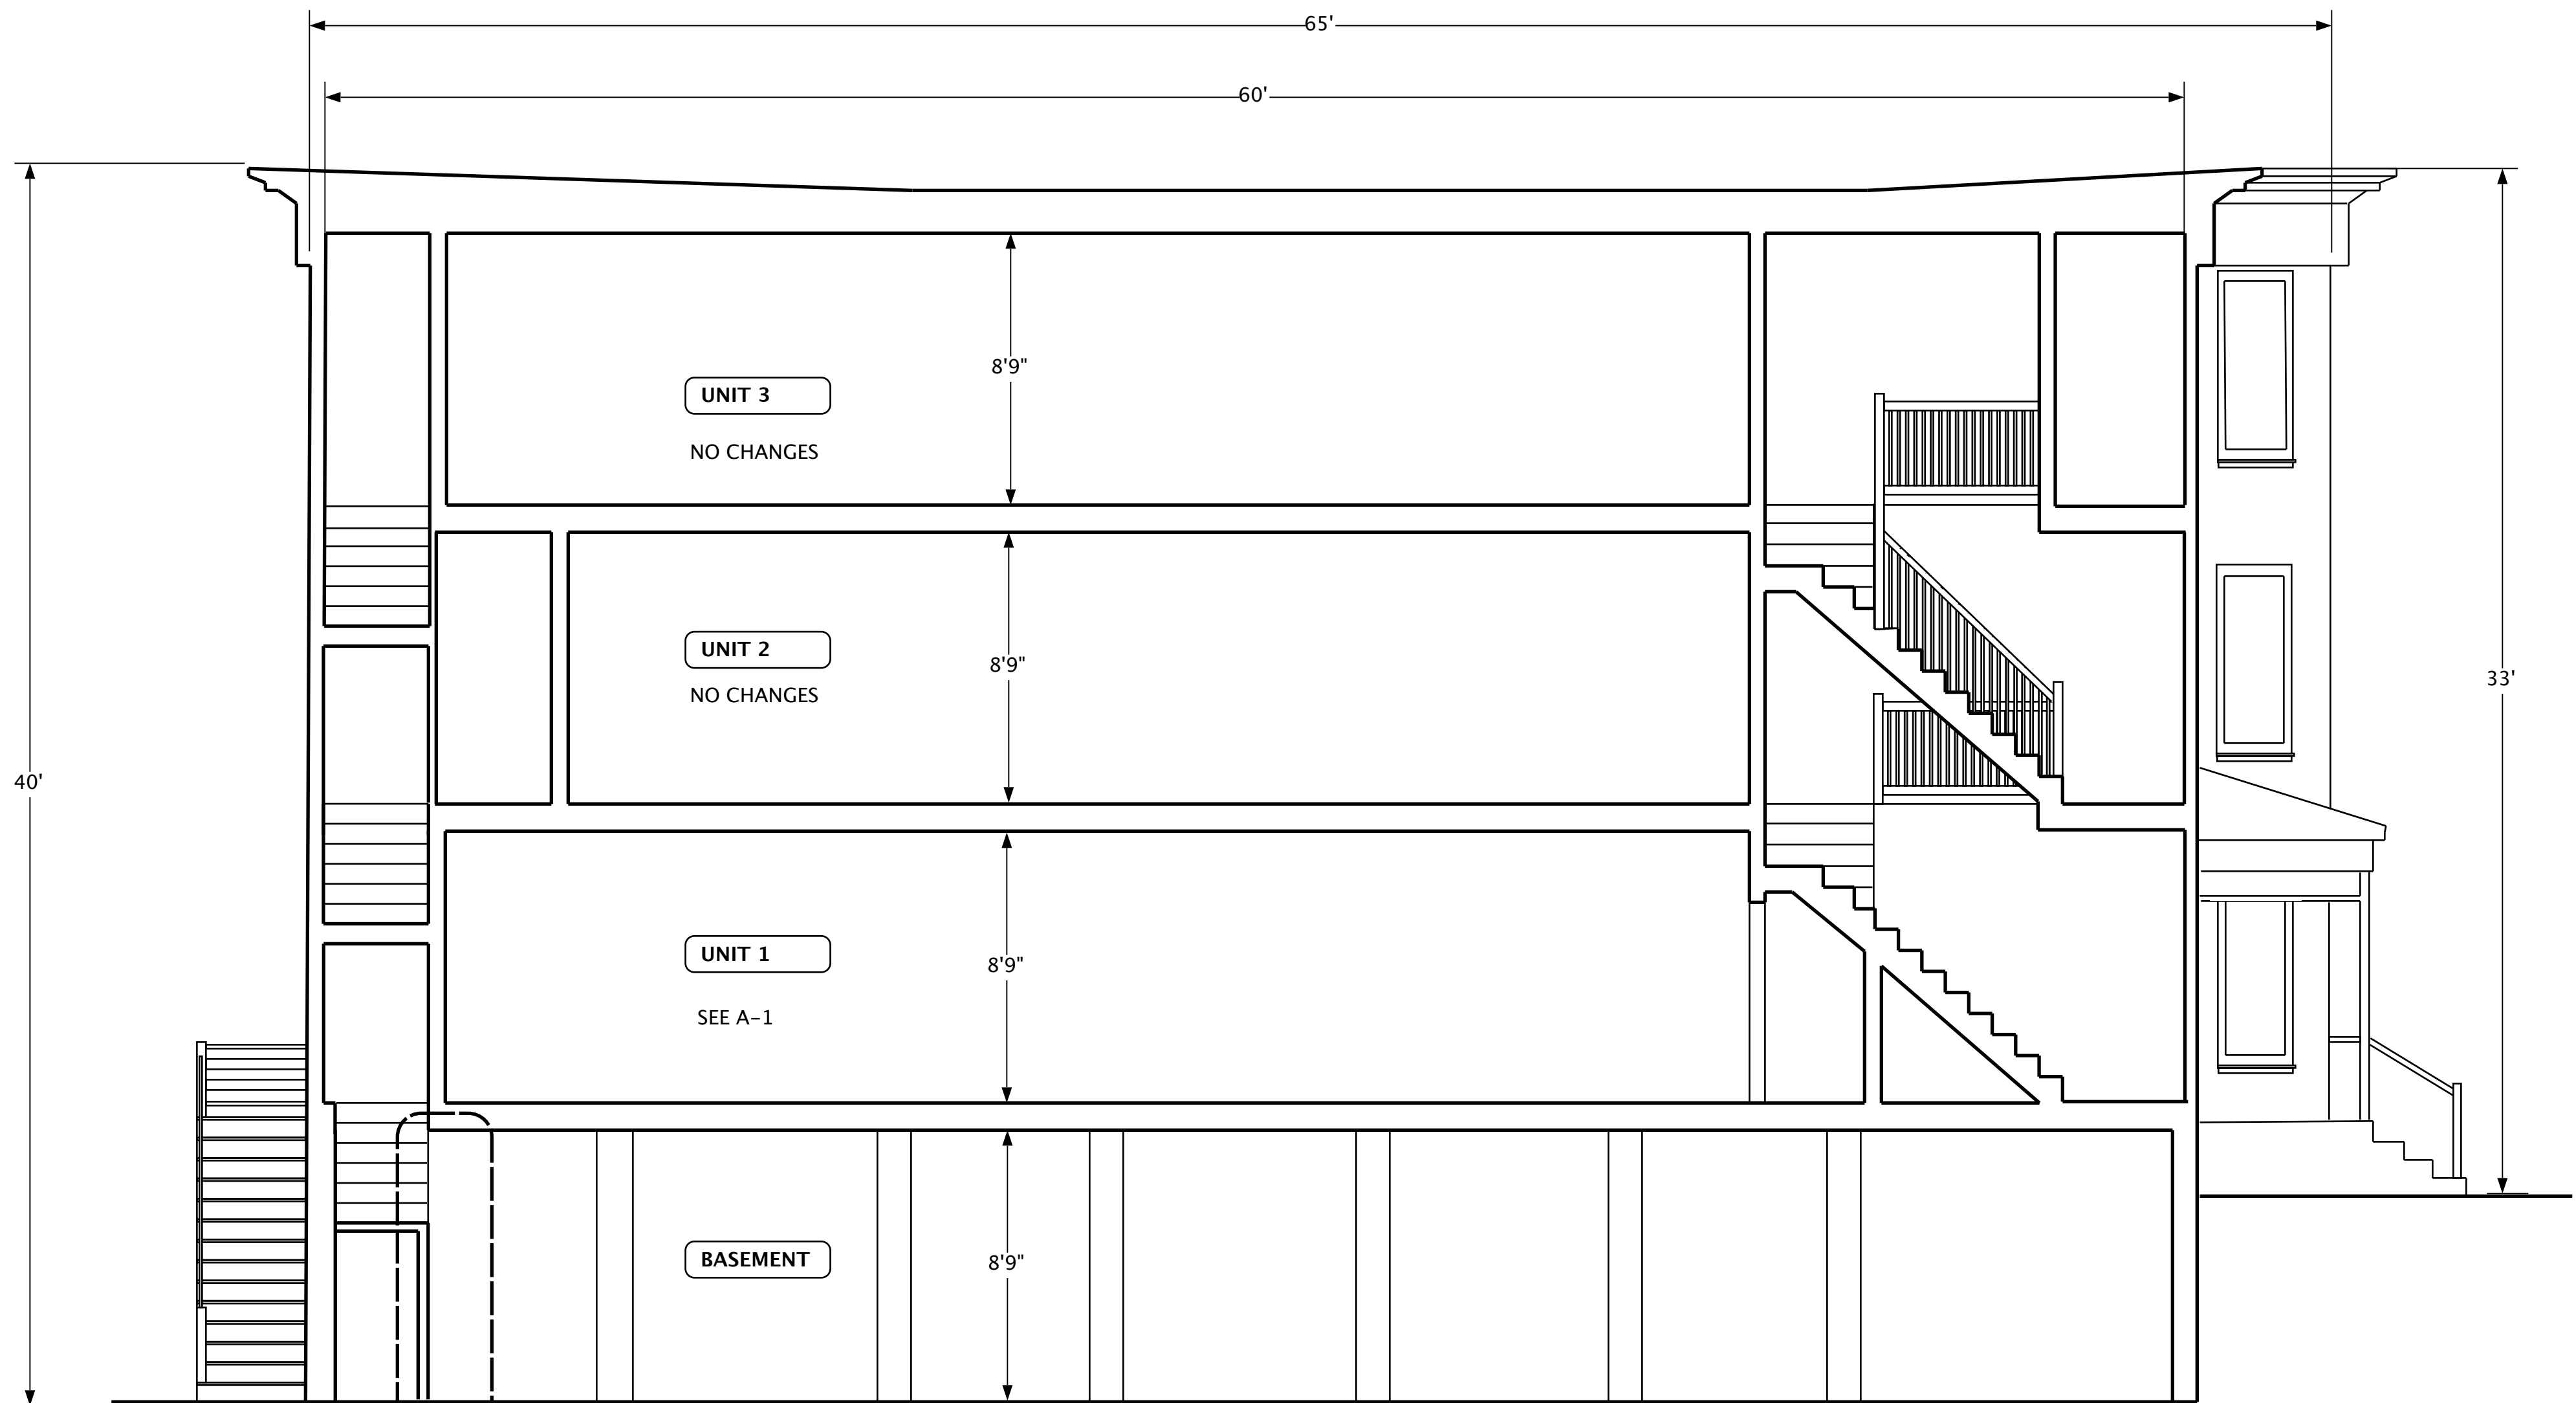 65'
60'
8'9"
UNIT 3
NO CHANGES
8'9"
UNIT 2
NO CHANGES
33'
40'
8'9"
UNIT 1
SEE A-1
8'9"
BASEMENT